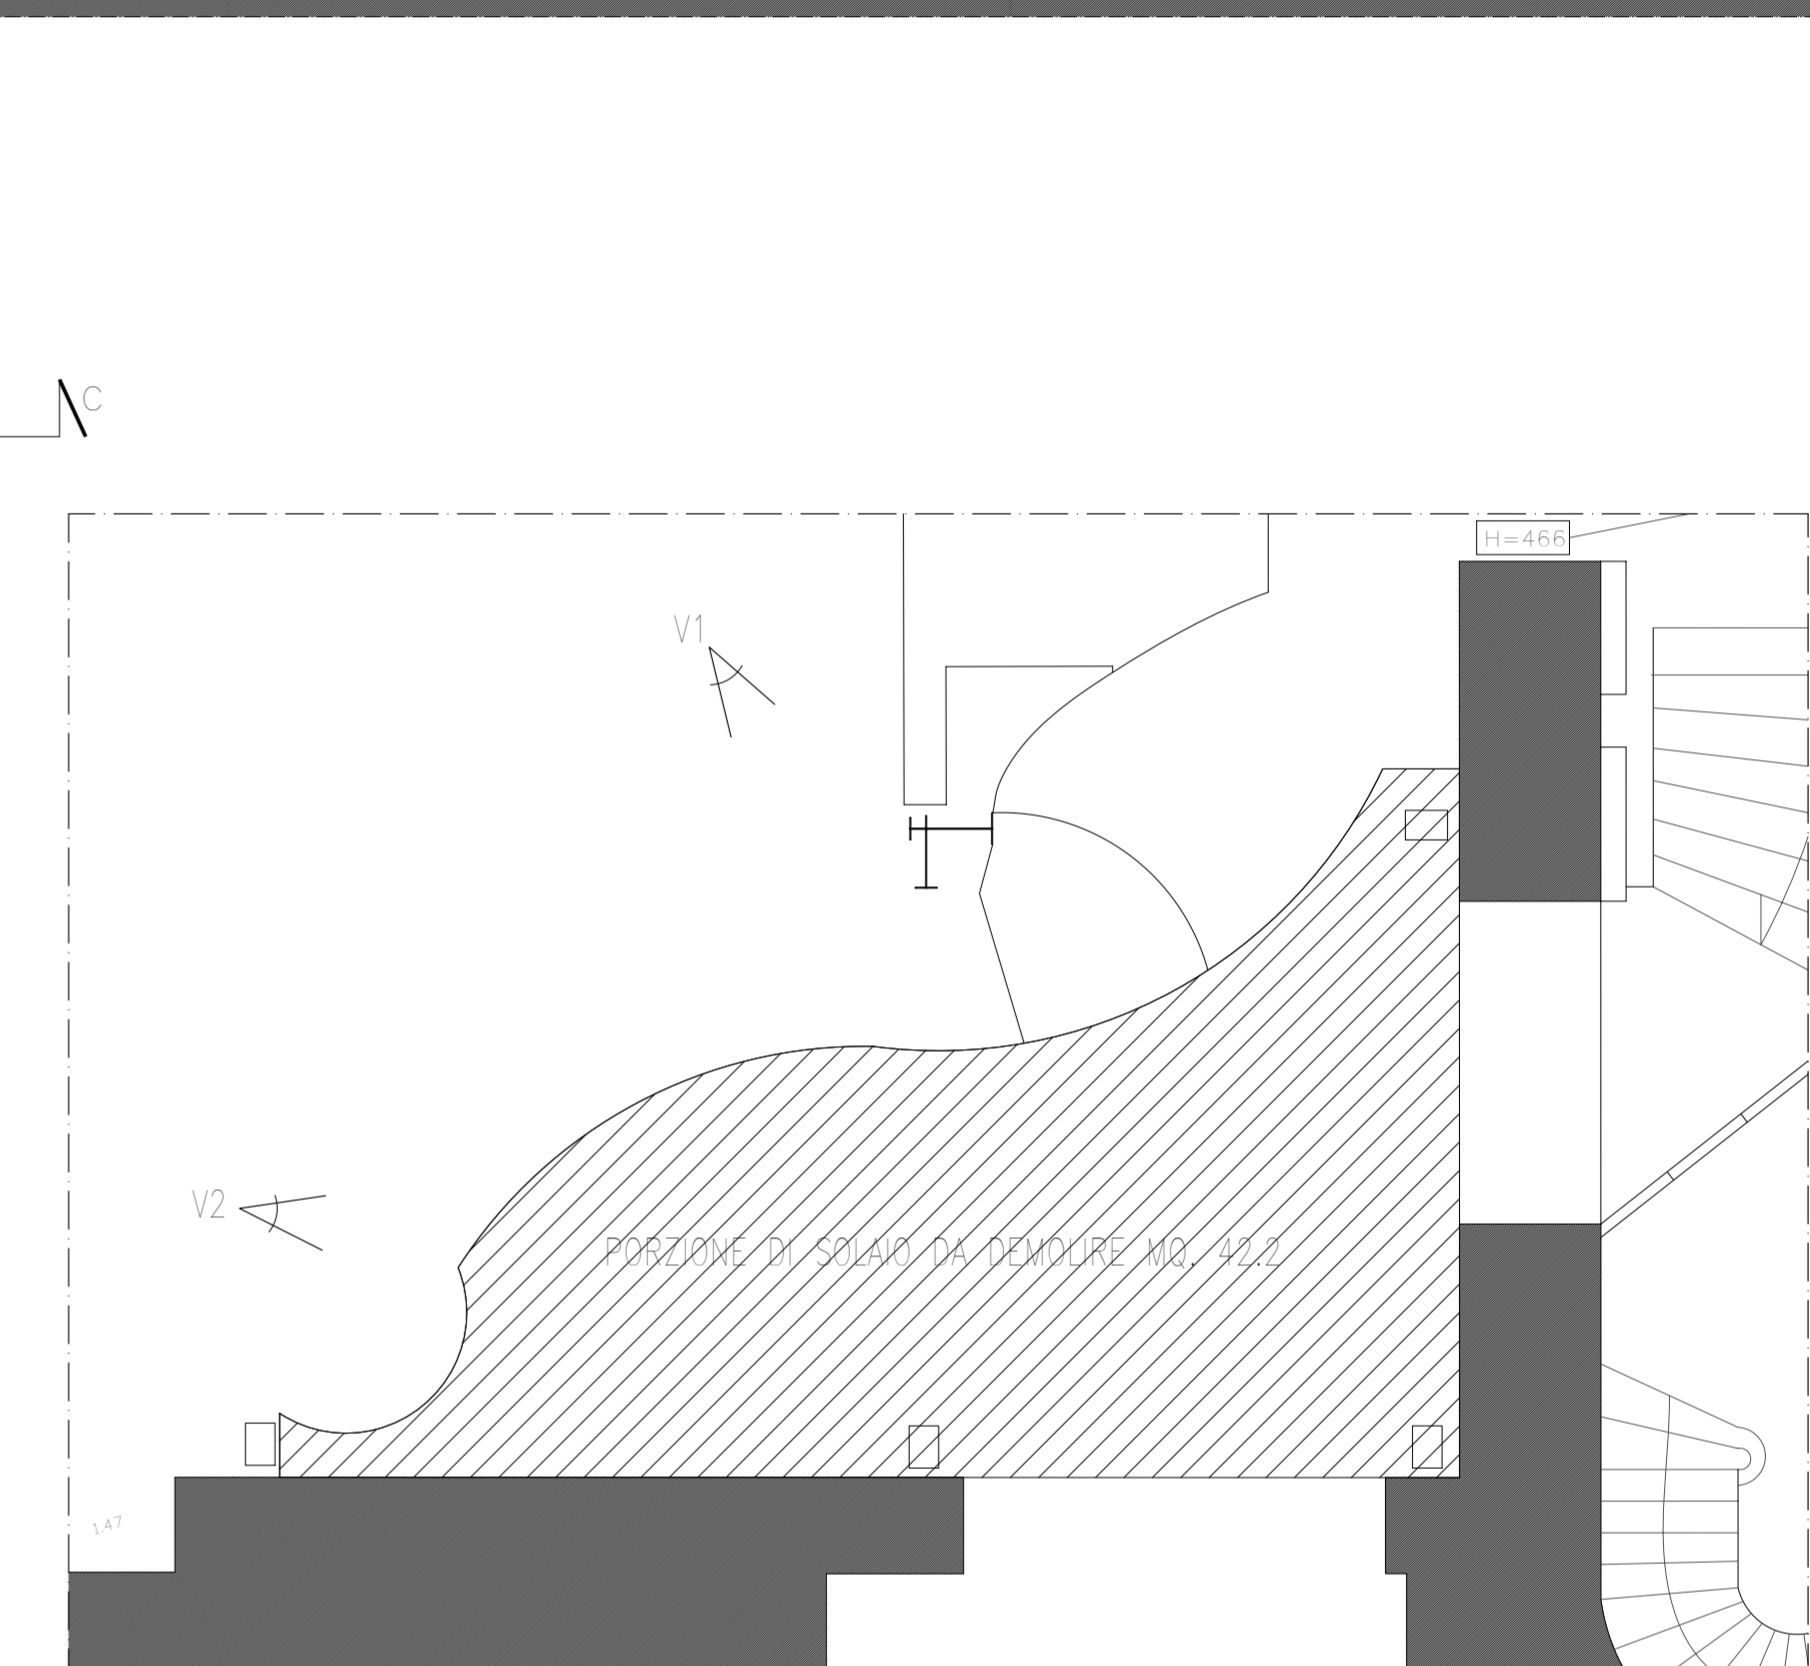 C
H=466
V1
V2
PORZIONE DI SOLAIO DA DEMOLIRE MQ. 42.2
1.47